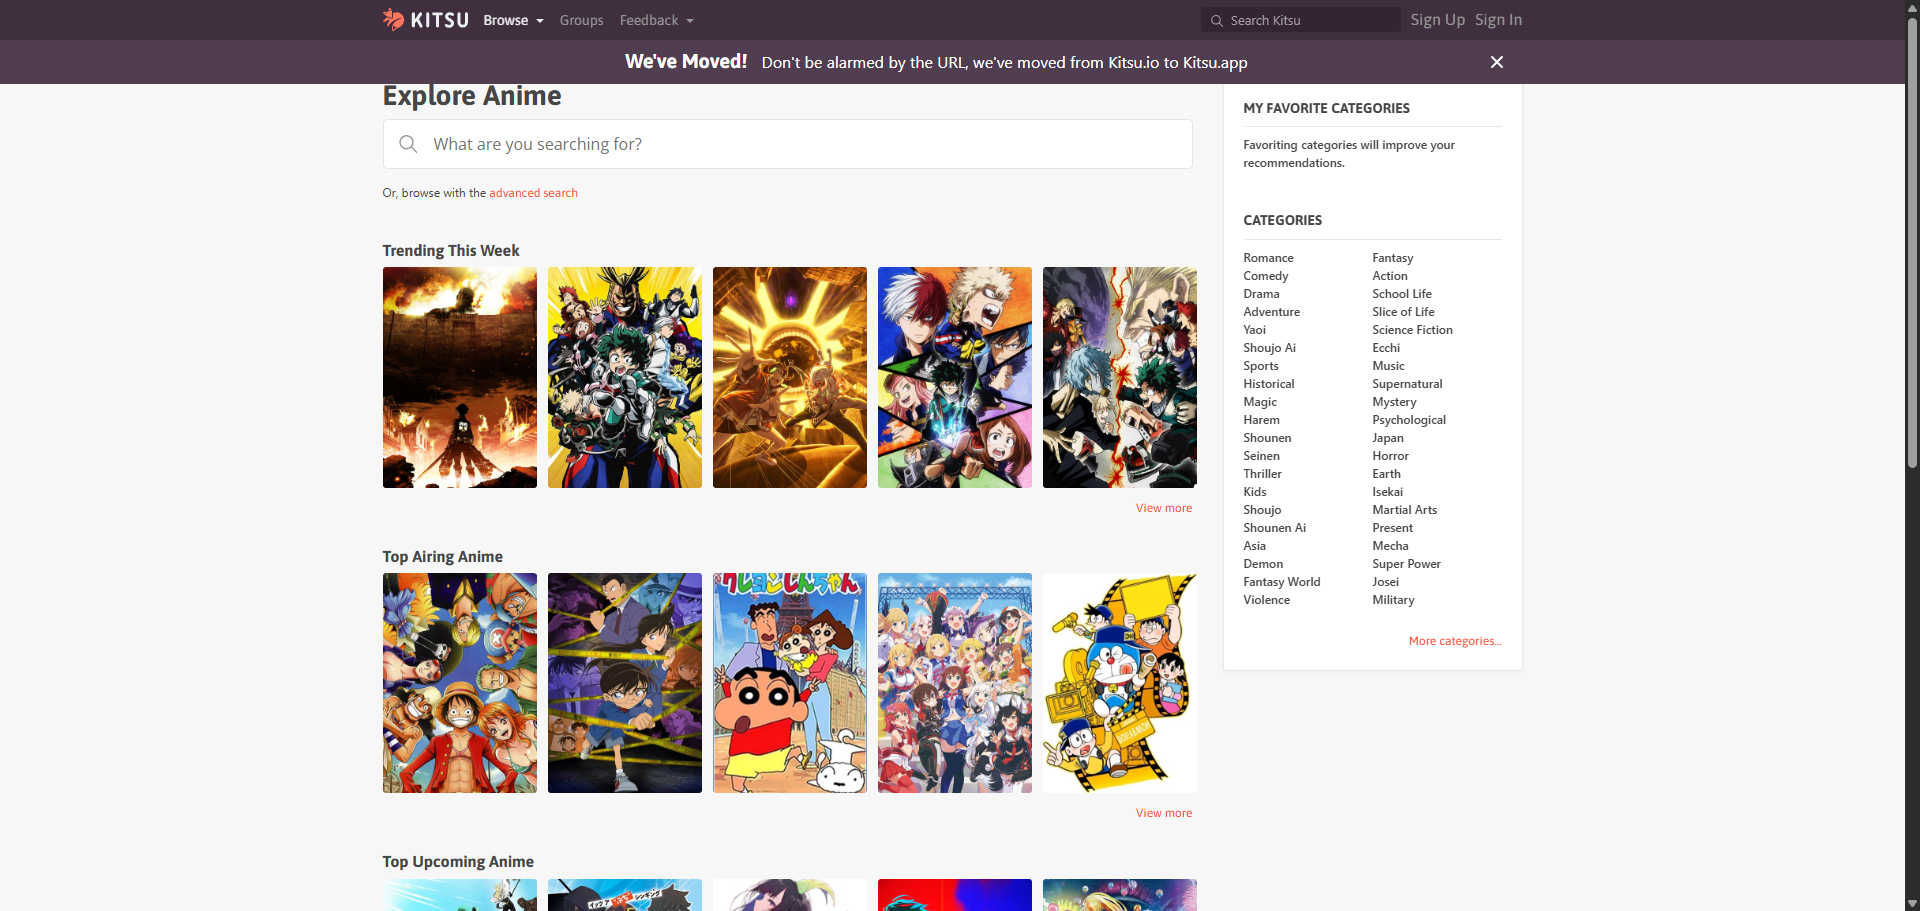 KITSU
Browse
Groups
Feedback
Search Kitsu
Sign Up
Sign In
We've Moved! Don't be alarmed by the URL, we've moved from Kitsu.io to Kitsu.app
Explore Anime
What are you searching for?
Or, browse with the advanced search
Trending This Week
View more
Top Airing Anime
クレヨンしんちゃん
DORAEMON
View more
Top Upcoming Anime
MY FAVORITE CATEGORIES
Favoriting categories will improve your
recommendations.
CATEGORIES
Romance
Fantasy
Comedy
Action
Drama
School Life
Adventure
Slice of Life
Yaoi
Science Fiction
Shoujo Ai
Ecchi
Sports
Music
Historical
Supernatural
Magic
Mystery
Harem
Psychological
Shounen
Japan
Seinen
Horror
Thriller
Earth
Kids
Isekai
Shoujo
Martial Arts
Shounen Ai
Present
Asia
Mecha
Demon
Super Power
Fantasy World
Josei
Violence
Military
More categories...